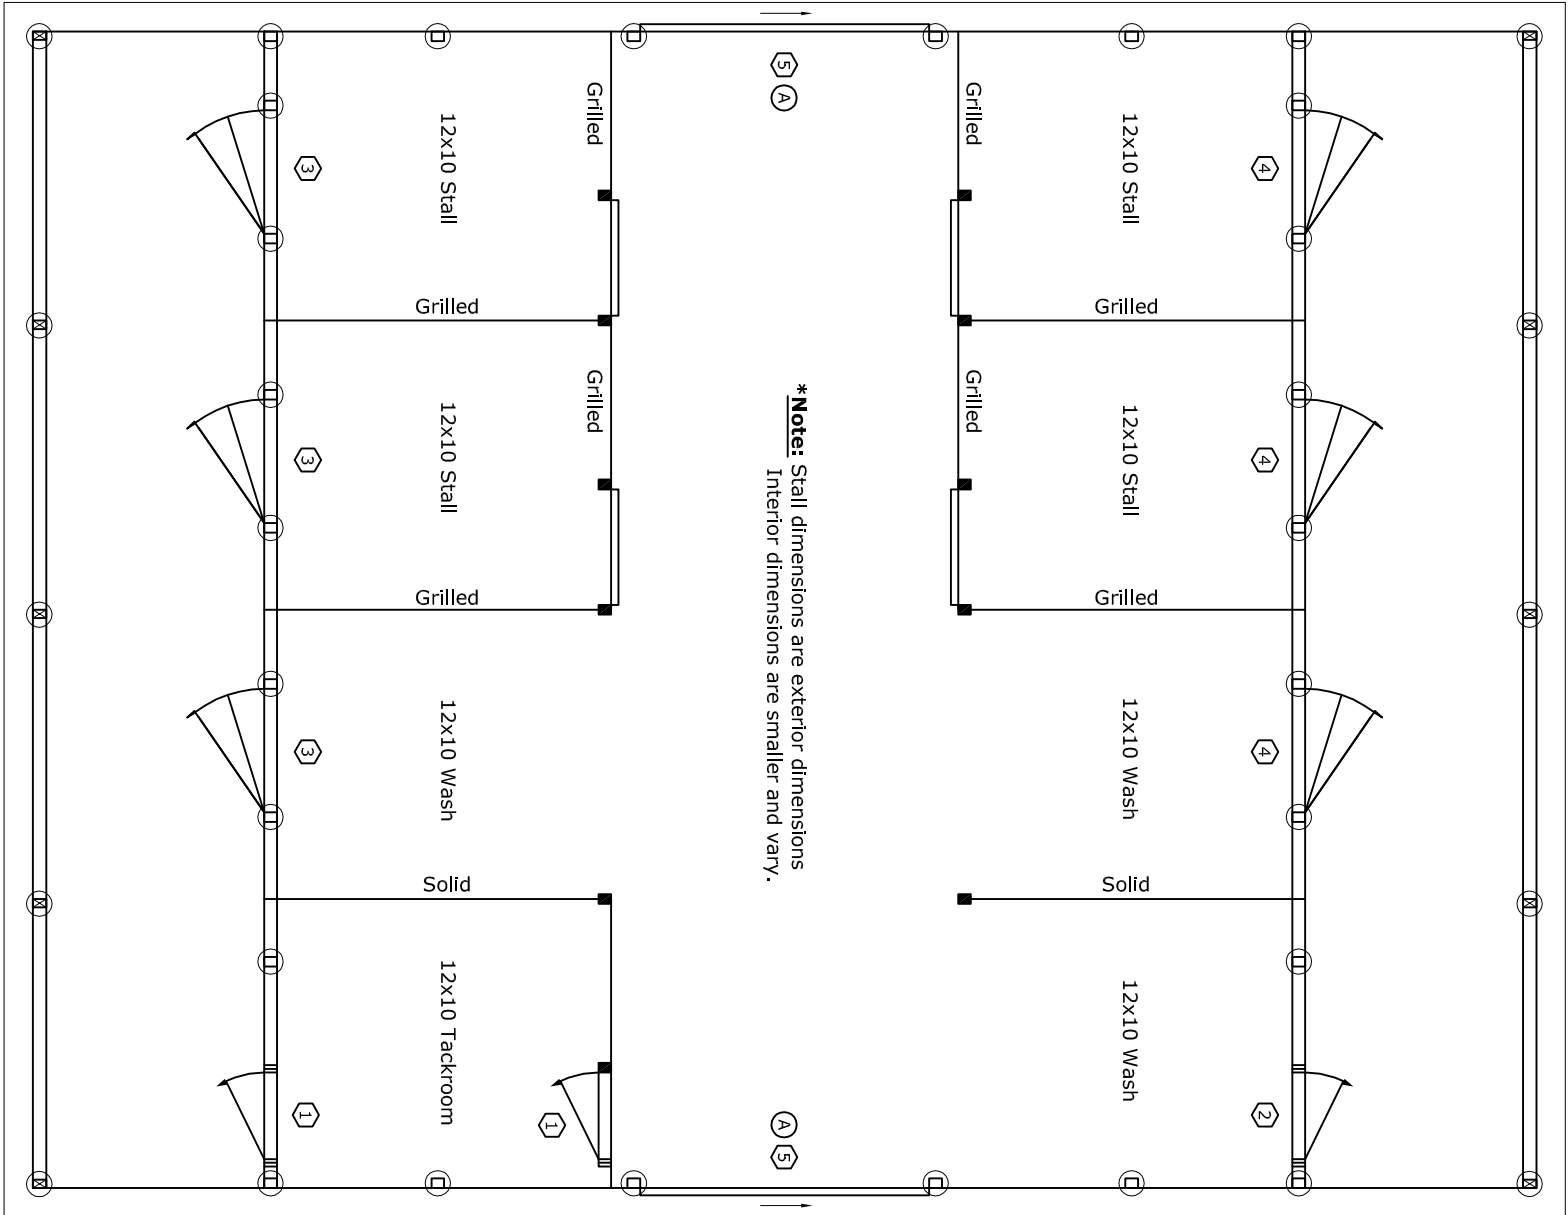 5
A
Grilled
Grilled
12x10 Stall
12x10 Stall
3
4
Grilled
Grilled
Grilled
Grilled
12x10 Stall
12x10 Stall
3
4
*Note: Stall dimensions are exterior dimensions
Interior dimensions are smaller and vary.
Grilled
Grilled
12x10 Wash
12x10 Wash
3
4
Solid
Solid
12x10 Tackroom
12x10 Wash
1
1
2
A
5